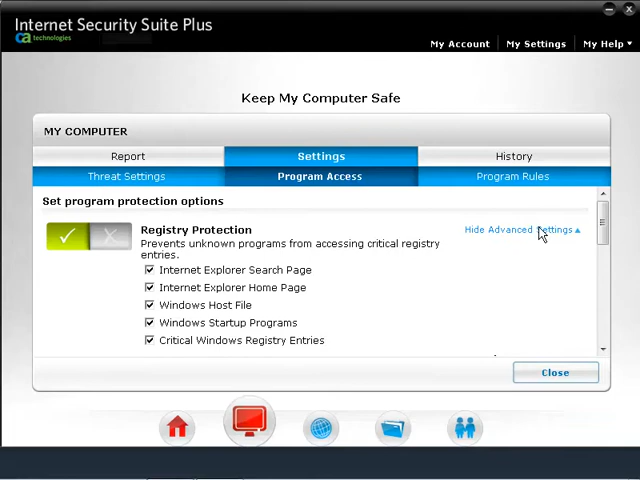 Internet Security Suite Plus
ca technologies
My Account My Settings My Help
Keep My Computer Safe
MY COMPUTER
Report Settings History
Threat Settings Program Access Program Rules
Set program protection options
Registry Protection Hide Advanced Settings
Prevents unknown programs from accessing critical registry
entries.
Internet Explorer Search Page
Internet Explorer Home Page
Windows Host File
Windows Startup Programs
Critical Windows Registry Entries
Close